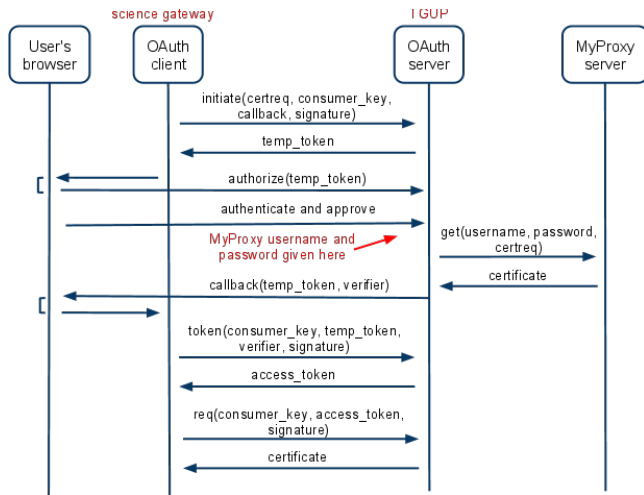 science gateway
TGUP
User's
browser
OAuth
client
OAuth
server
MyProxy
server
initiate(certreq, consumer_key,
callback, signature)
temp_token
authorize(temp_token)
authenticate and approve
MyProxy username and
password given here
get(username, password,
certreq)
certificate
callback(temp_token, verifier)
token(consumer_key, temp_token,
verifier, signature)
access_token
req(consumer_key, access_token,
signature)
certificate